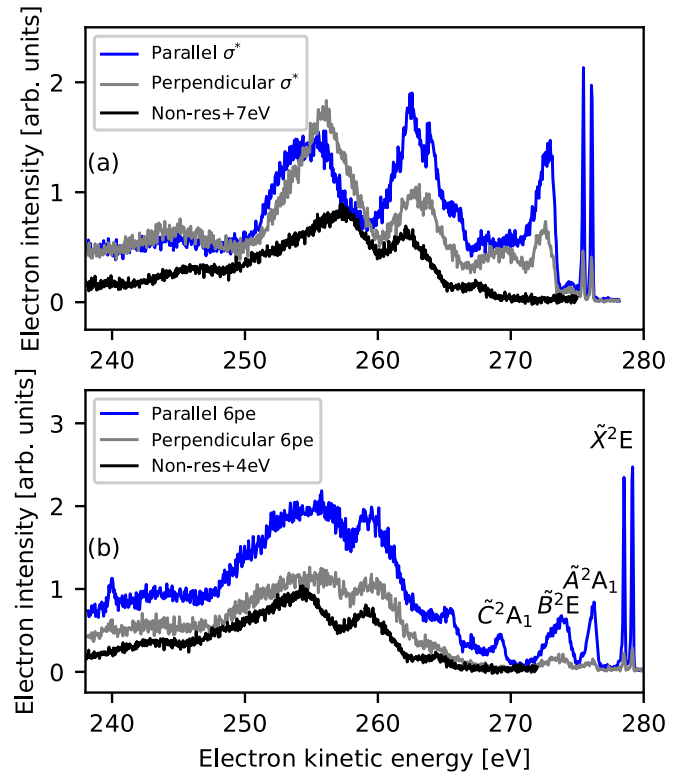 Electron intensity [arb. units]
2
1
0
(a)
Parallel σ*
Perpendicular σ*
Non-res+7eV
240 250 260 270 280
Electron intensity [arb. units]
3
2
1
0
(b)
Parallel 6pe
Perpendicular 6pe
Non-res+4eV
X̃²E
Ã²A₁
B̃²E
C̃²A₁
240 250 260 270 280
Electron kinetic energy [eV]